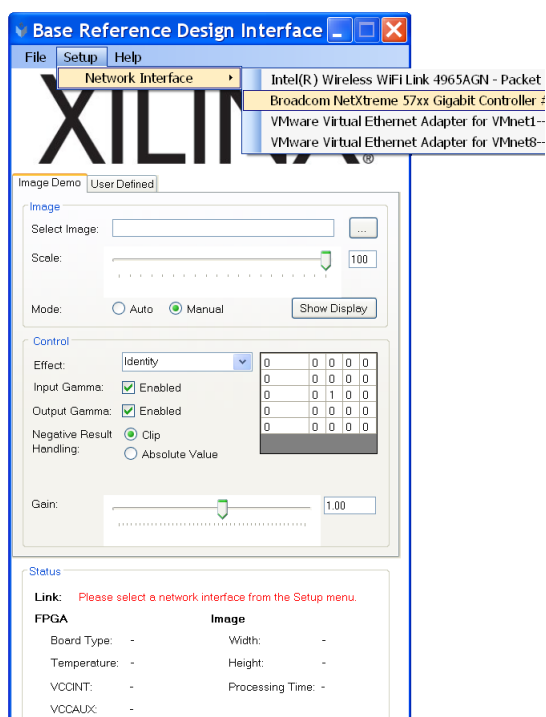 Base Reference Design Interface
File Setup Help
Network Interface
Intel(R) Wireless WiFi Link 4965AGN - Packet
Broadcom NetXtreme 57xx Gigabit Controller #
VMware Virtual Ethernet Adapter for VMnet1--
VMware Virtual Ethernet Adapter for VMnet8--
XILINX®
Image Demo User Defined
Image
Select Image: ...
Scale: 100
Mode: Auto Manual Show Display
Control
Effect: Identity
0 0 0 0 0
0 0 0 0 0
0 0 1 0 0
0 0 0 0 0
0 0 0 0 0
Input Gamma: Enabled
Output Gamma: Enabled
Negative Result Handling: Clip
Absolute Value
Gain: 1.00
Status
Link: Please select a network interface from the Setup menu.
FPGA Image
Board Type: - Width: -
Temperature: - Height: -
VCCINT: - Processing Time: -
VCCAUX: -